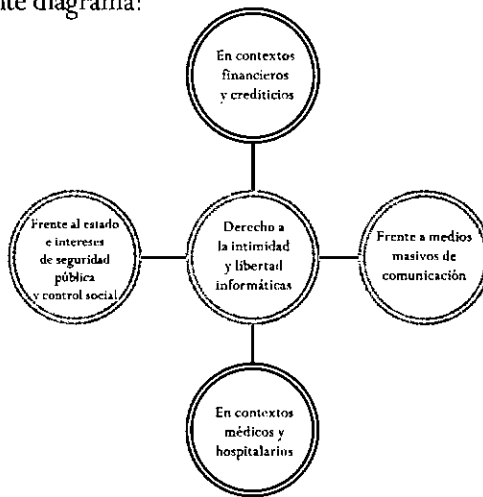 nte diagrama:
En contextos
financieros
y crediticios
Frente al estado
e intereses
de seguridad
pública
y control social
Derecho a
la intimidad
y libertad
informáticas
Frente a medios
masivos de
comunicación
En contextos
médicos y
hospitalarios